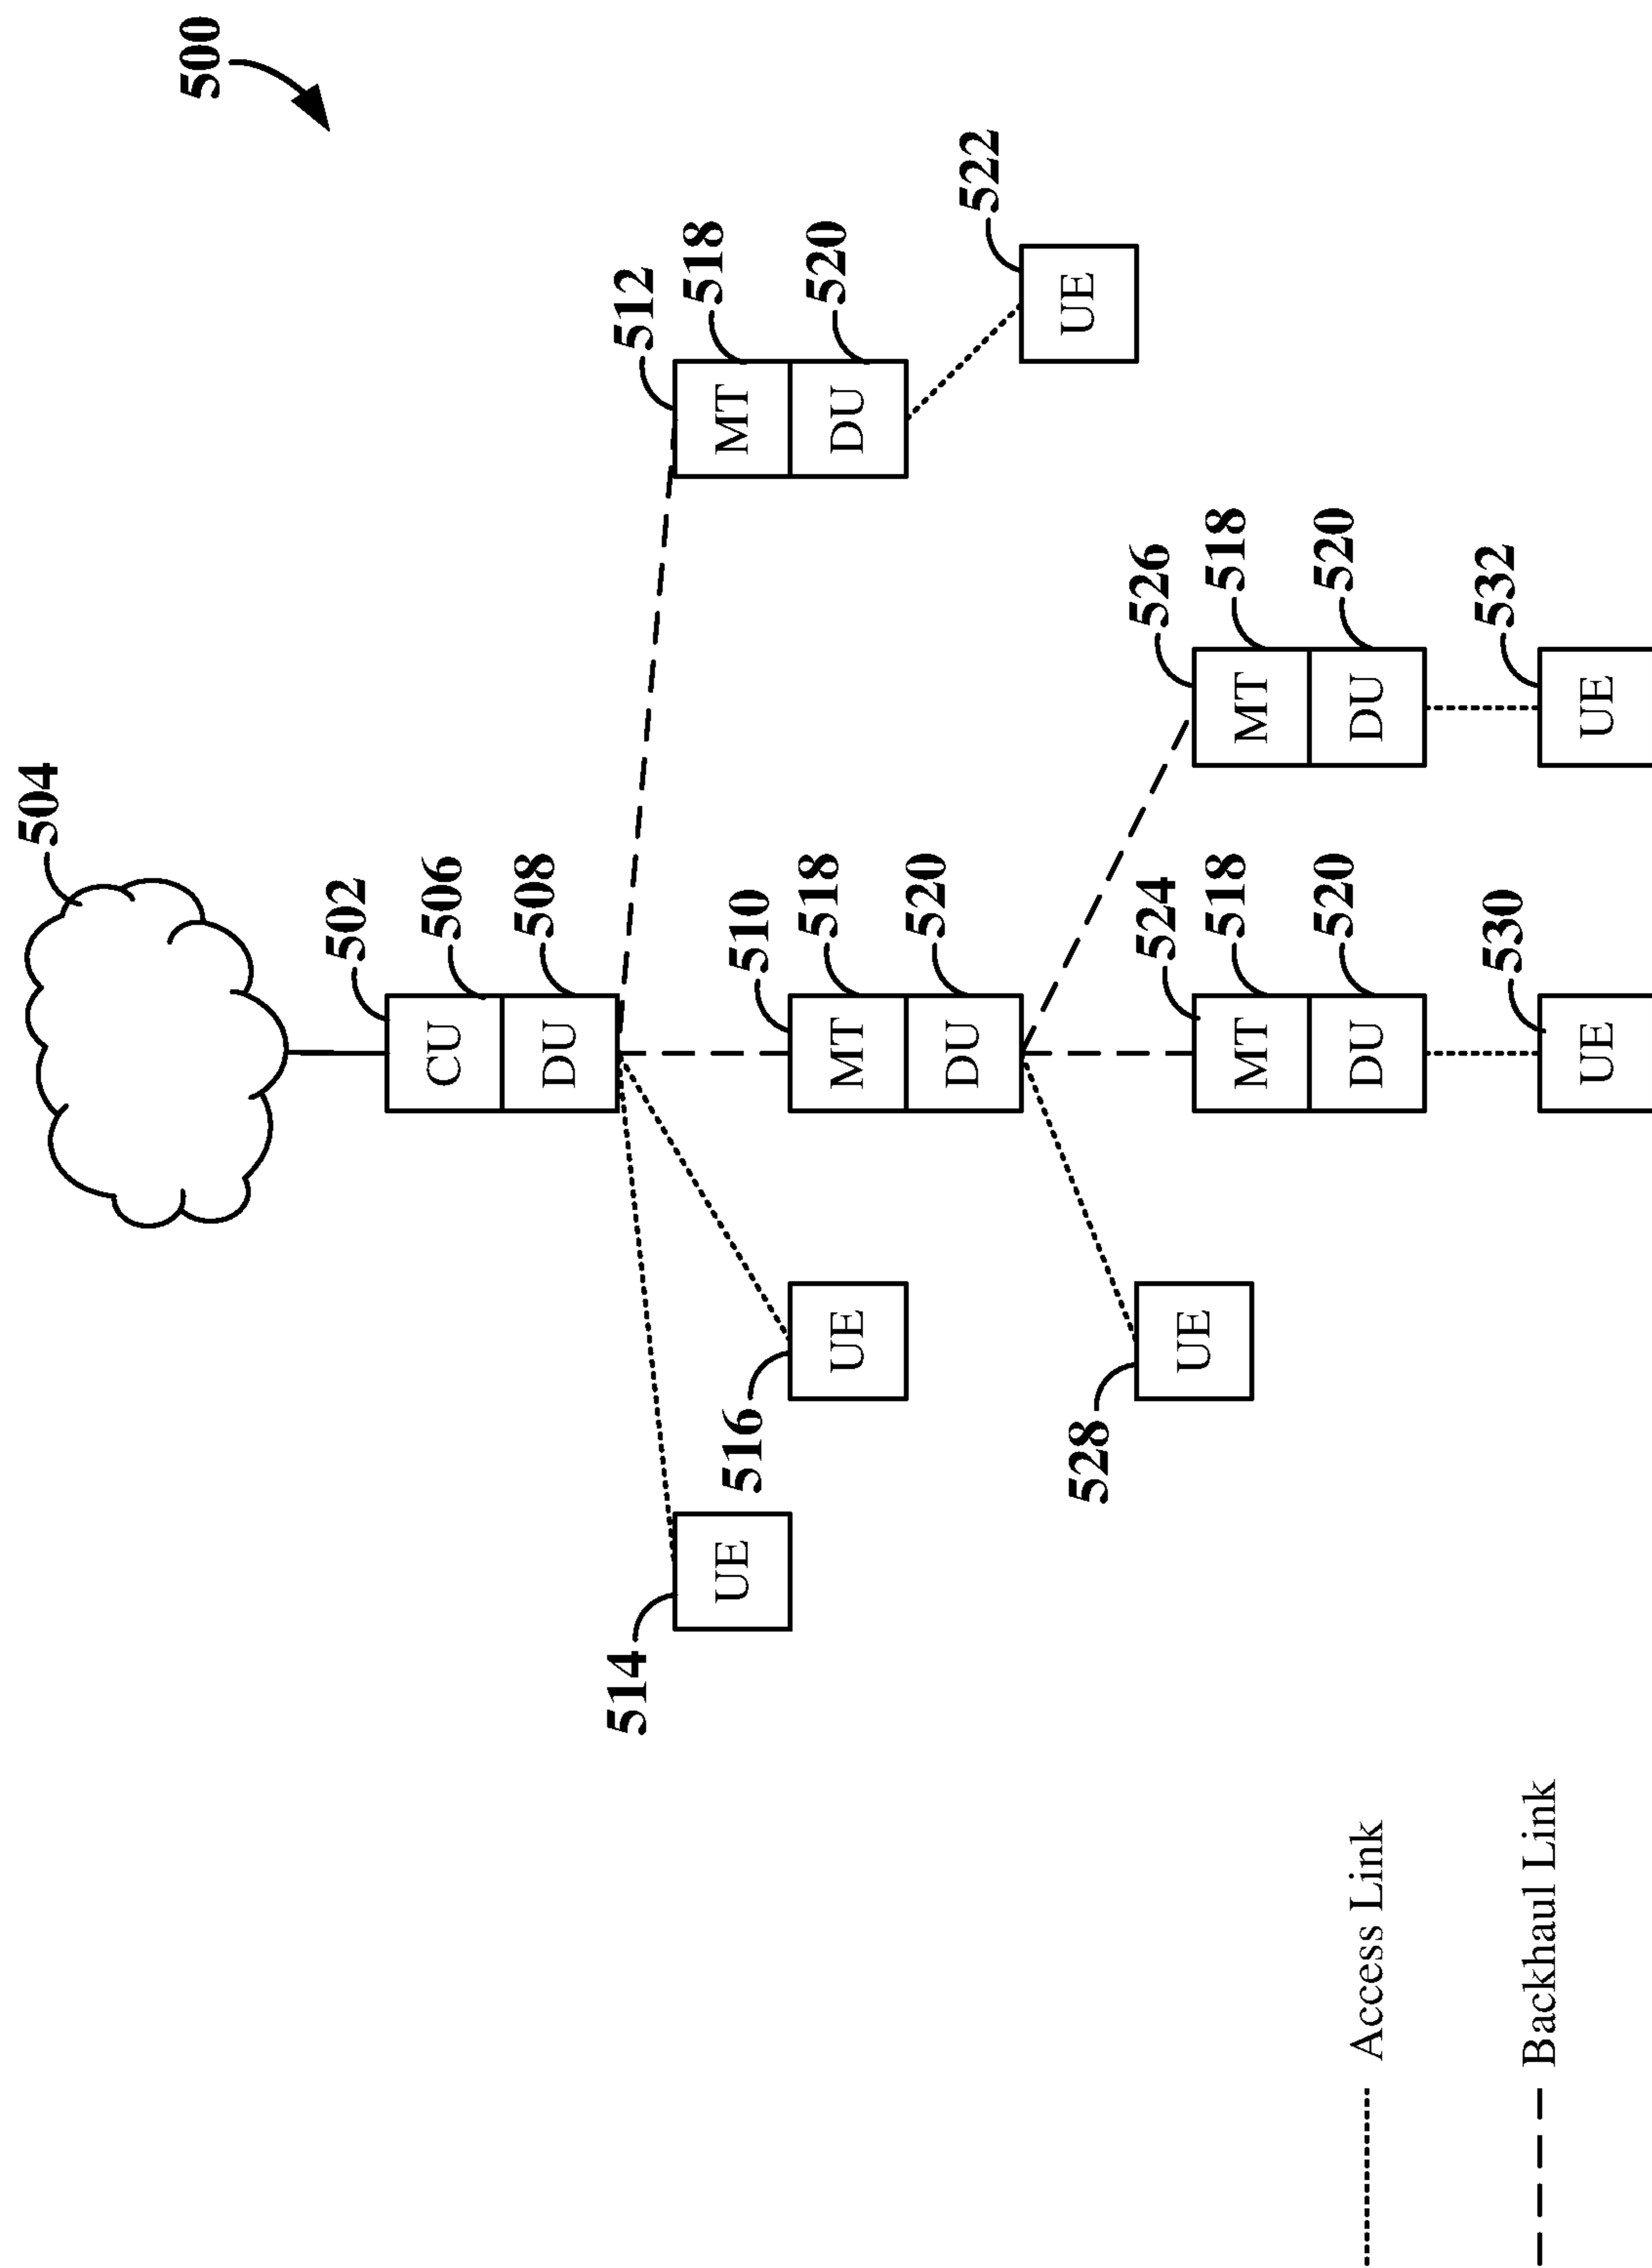 500
504
502
CU
506
DU
508
512
MT
518
DU
520
514
UE
516
UE
510
MT
518
DU
520
UE
522
528
UE
524
MT
518
DU
520
526
MT
518
DU
520
UE
530
UE
532
Access Link
Backhaul Link